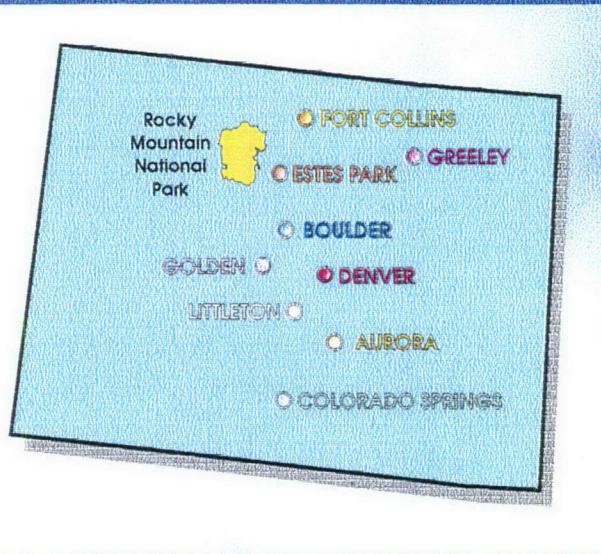 Rocky
Mountain
National
Park
FORT COLLINS
GREELEY
ESTES PARK
BOULDER
GOLDEN
DENVER
LITTLETON
AURORA
COLORADO SPRINGS